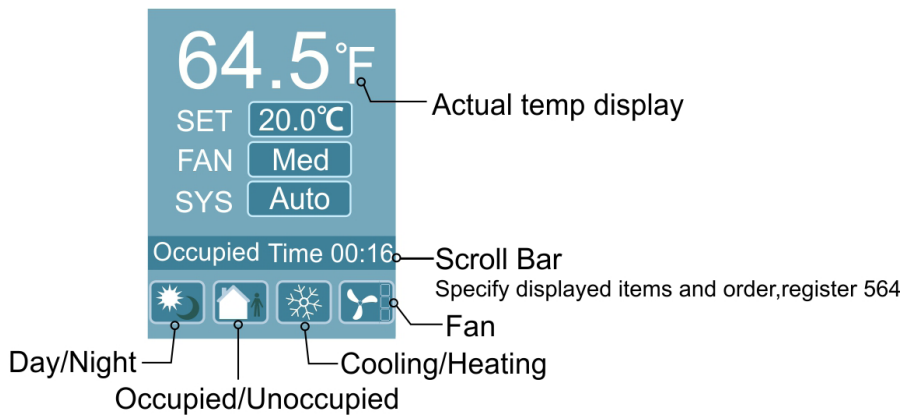 64.5°F
Actual temp display
SET 20.0°C
FAN Med
SYS Auto
Occupied Time 00:16
Scroll Bar
Specify displayed items and order,register 564
Fan
Day/Night
Cooling/Heating
Occupied/Unoccupied